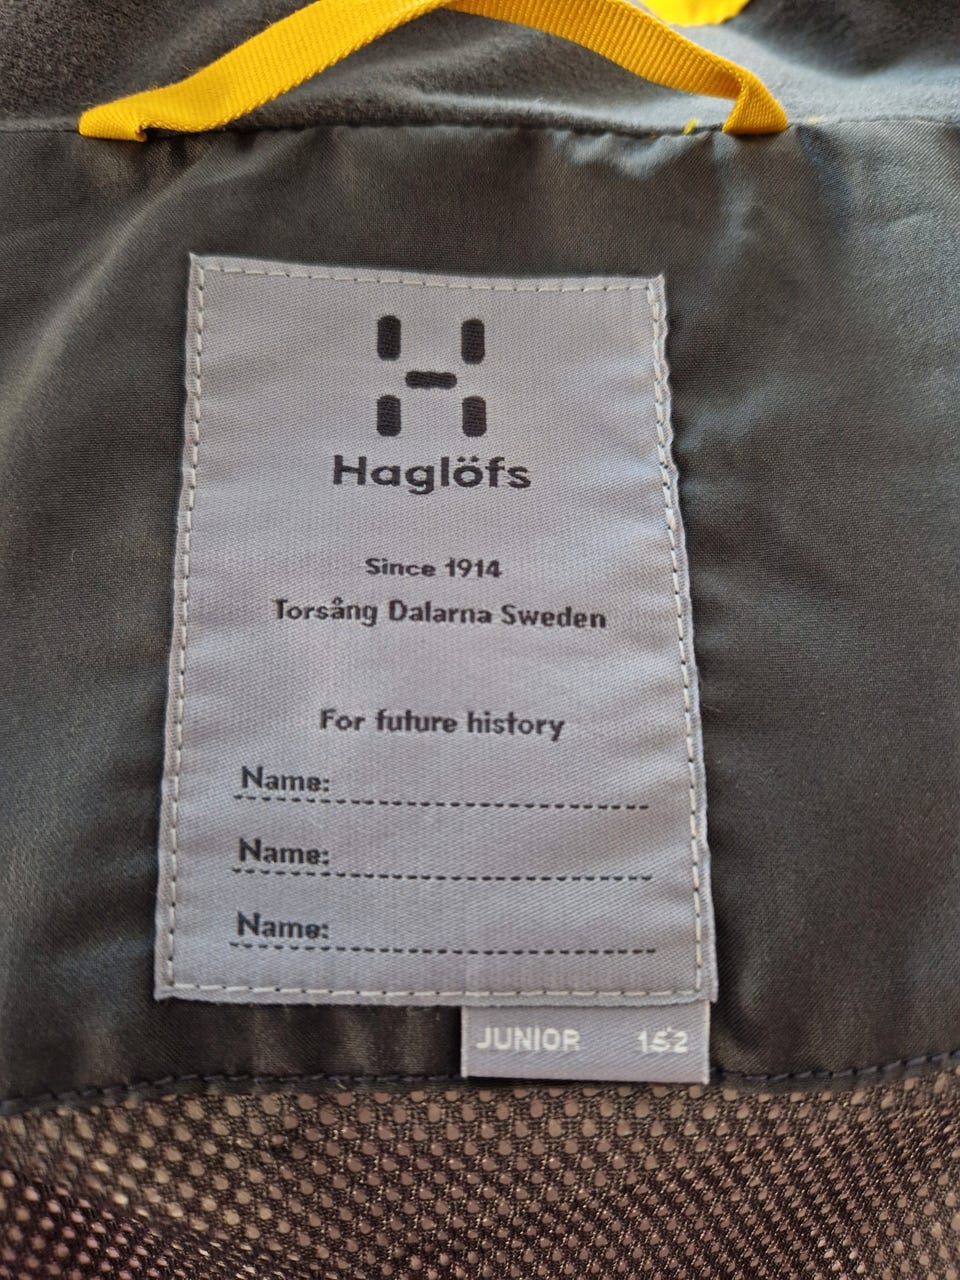 Haglöfs
Since 1914
Torsång Dalarna Sweden
For future history
Name:
Name:
Name:
JUNIOR 152